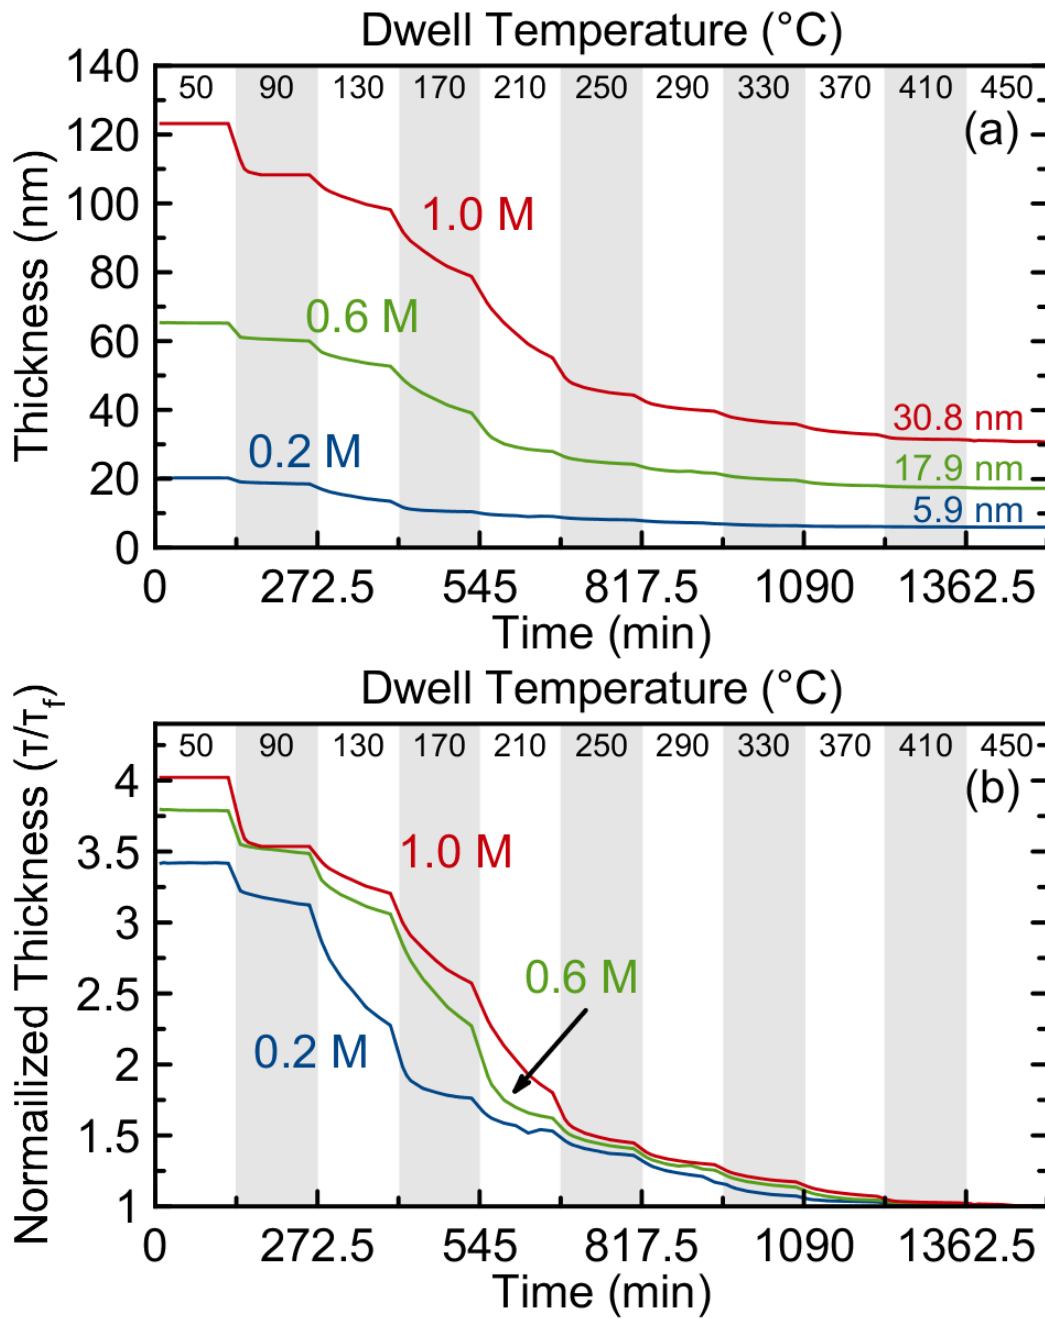 Dwell Temperature (°C)
50 90 130 170 210 250 290 330 370 410 450
(a)
Thickness (nm)
140
120
100
80
60
40
20
0
1.0 M
0.6 M
0.2 M
30.8 nm
17.9 nm
5.9 nm
0 272.5 545 817.5 1090 1362.5
Time (min)
Dwell Temperature (°C)
50 90 130 170 210 250 290 330 370 410 450
(b)
Normailized Thickness (τ/τf)
4
3.5
3
2.5
2
1.5
1
1.0 M
0.6 M
0.2 M
0 272.5 545 817.5 1090 1362.5
Time (min)